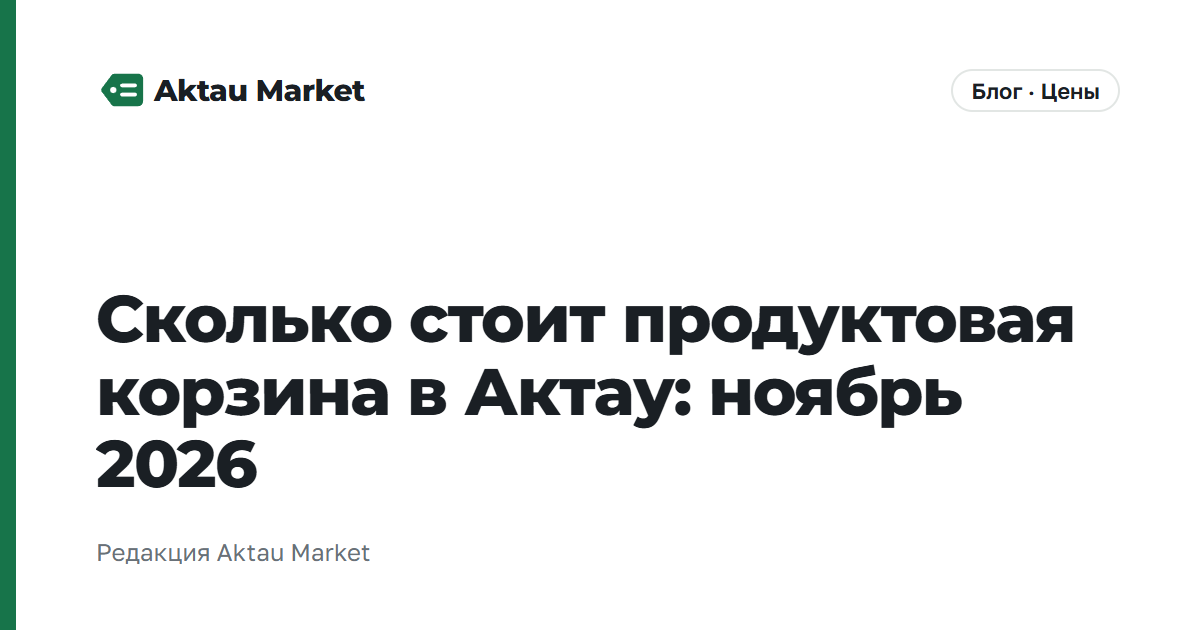 Aktau Market
Блог · Цены
Сколько стоит продуктовая
корзина в Актау: ноябрь
2026
Редакция Aktau Market